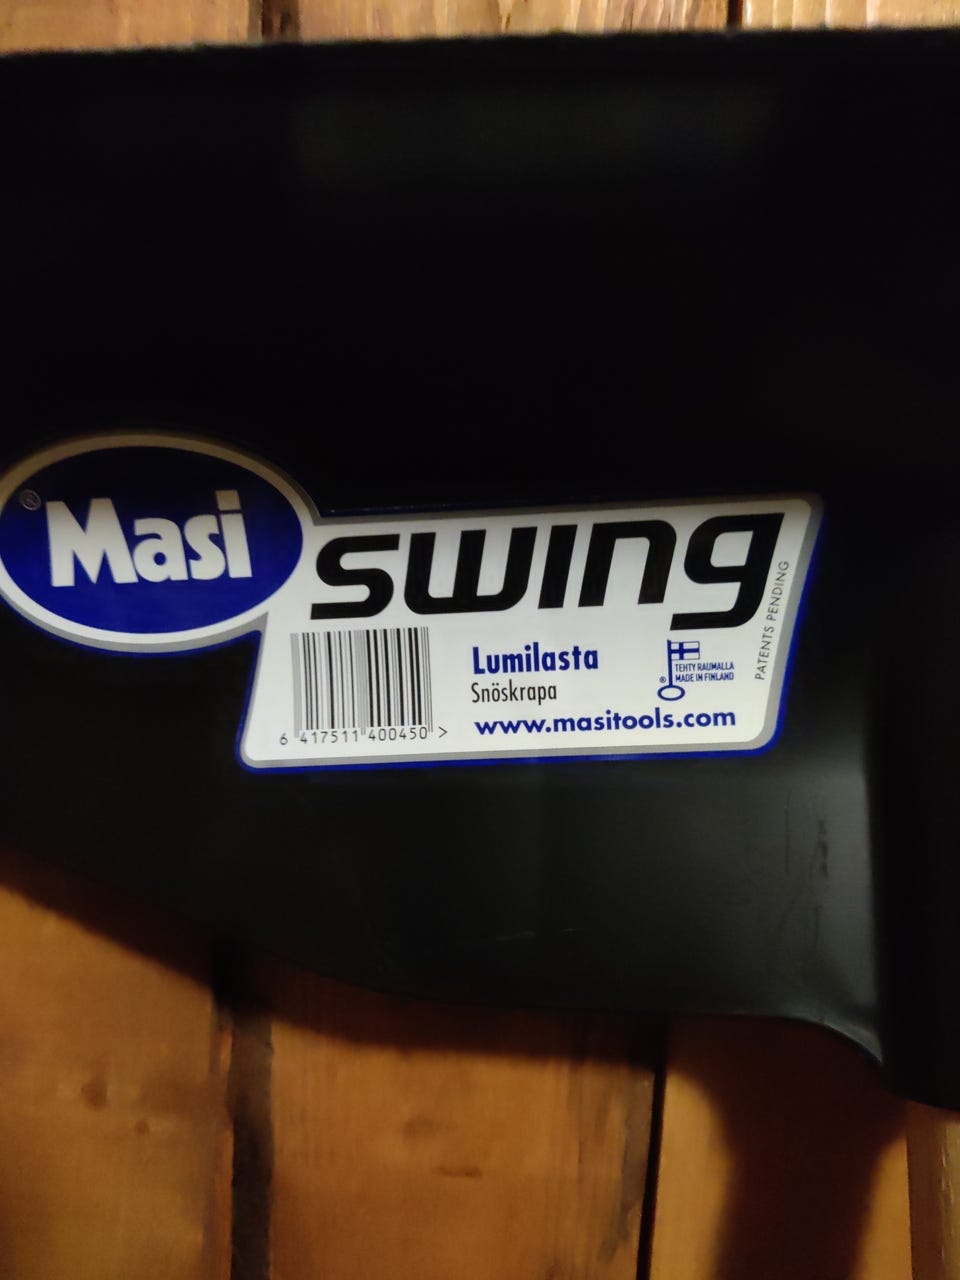 ® Masi
swing
Lumilasta
Snöskrapa
www.masitools.com
6 417511 400450 >
® TEHTY RAUMALLA
MADE IN FINLAND
PATENTS PENDING